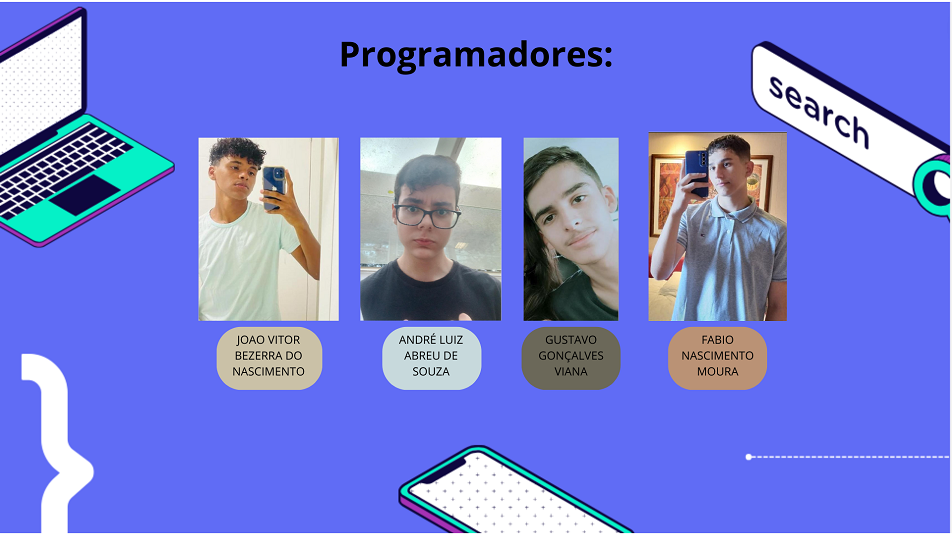 Programadores:
search
JOAO VITOR
BEZERRA DO
NASCIMENTO
ANDRÉ LUIZ
ABREU DE
SOUZA
GUSTAVO
GONÇALVES
VIANA
FABIO
NASCIMENTO
MOURA